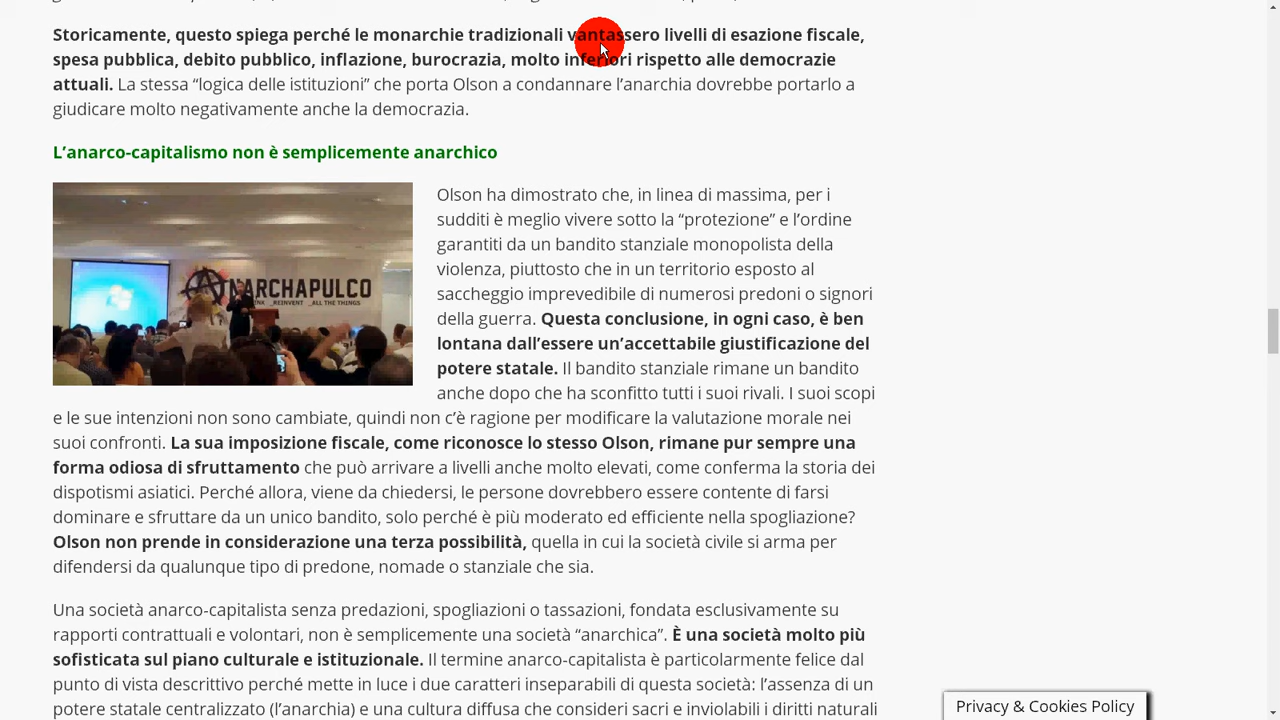 Storicamente, questo spiega perché le monarchie tradizionali vantassero livelli di esazione fiscale,
spesa pubblica, debito pubblico, inflazione, burocrazia, molto inferiori rispetto alle democrazie
attuali. La stessa “logica delle istituzioni” che porta Olson a condannare l’anarchia dovrebbe portarlo a
giudicare molto negativamente anche la democrazia.
L’anarco-capitalismo non è semplicemente anarchico
NARCHAPULCO
REINVENT _ALL THE THINGS
Olson ha dimostrato che, in linea di massima, per i
sudditi è meglio vivere sotto la “protezione” e l’ordine
garantiti da un bandito stanziale monopolista della
violenza, piuttosto che in un territorio esposto al
saccheggio imprevedibile di numerosi predoni o signori
della guerra. Questa conclusione, in ogni caso, è ben
lontana dall’essere un’accettabile giustificazione del
potere statale. Il bandito stanziale rimane un bandito
anche dopo che ha sconfitto tutti i suoi rivali. I suoi scopi
e le sue intenzioni non sono cambiate, quindi non c’è ragione per modificare la valutazione morale nei
suoi confronti. La sua imposizione fiscale, come riconosce lo stesso Olson, rimane pur sempre una
forma odiosa di sfruttamento che può arrivare a livelli anche molto elevati, come conferma la storia dei
dispotismi asiatici. Perché allora, viene da chiedersi, le persone dovrebbero essere contente di farsi
dominare e sfruttare da un unico bandito, solo perché è più moderato ed efficiente nella spogliazione?
Olson non prende in considerazione una terza possibilità, quella in cui la società civile si arma per
difendersi da qualunque tipo di predone, nomade o stanziale che sia.
Una società anarco-capitalista senza predazioni, spogliazioni o tassazioni, fondata esclusivamente su
rapporti contrattuali e volontari, non è semplicemente una società “anarchica”. È una società molto più
sofisticata sul piano culturale e istituzionale. Il termine anarco-capitalista è particolarmente felice dal
punto di vista descrittivo perché mette in luce i due caratteri inseparabili di questa società: l’assenza di un
potere statale centralizzato (l’anarchia) e una cultura diffusa che consideri sacri e inviolabili i diritti naturali
Privacy & Cookies Policy